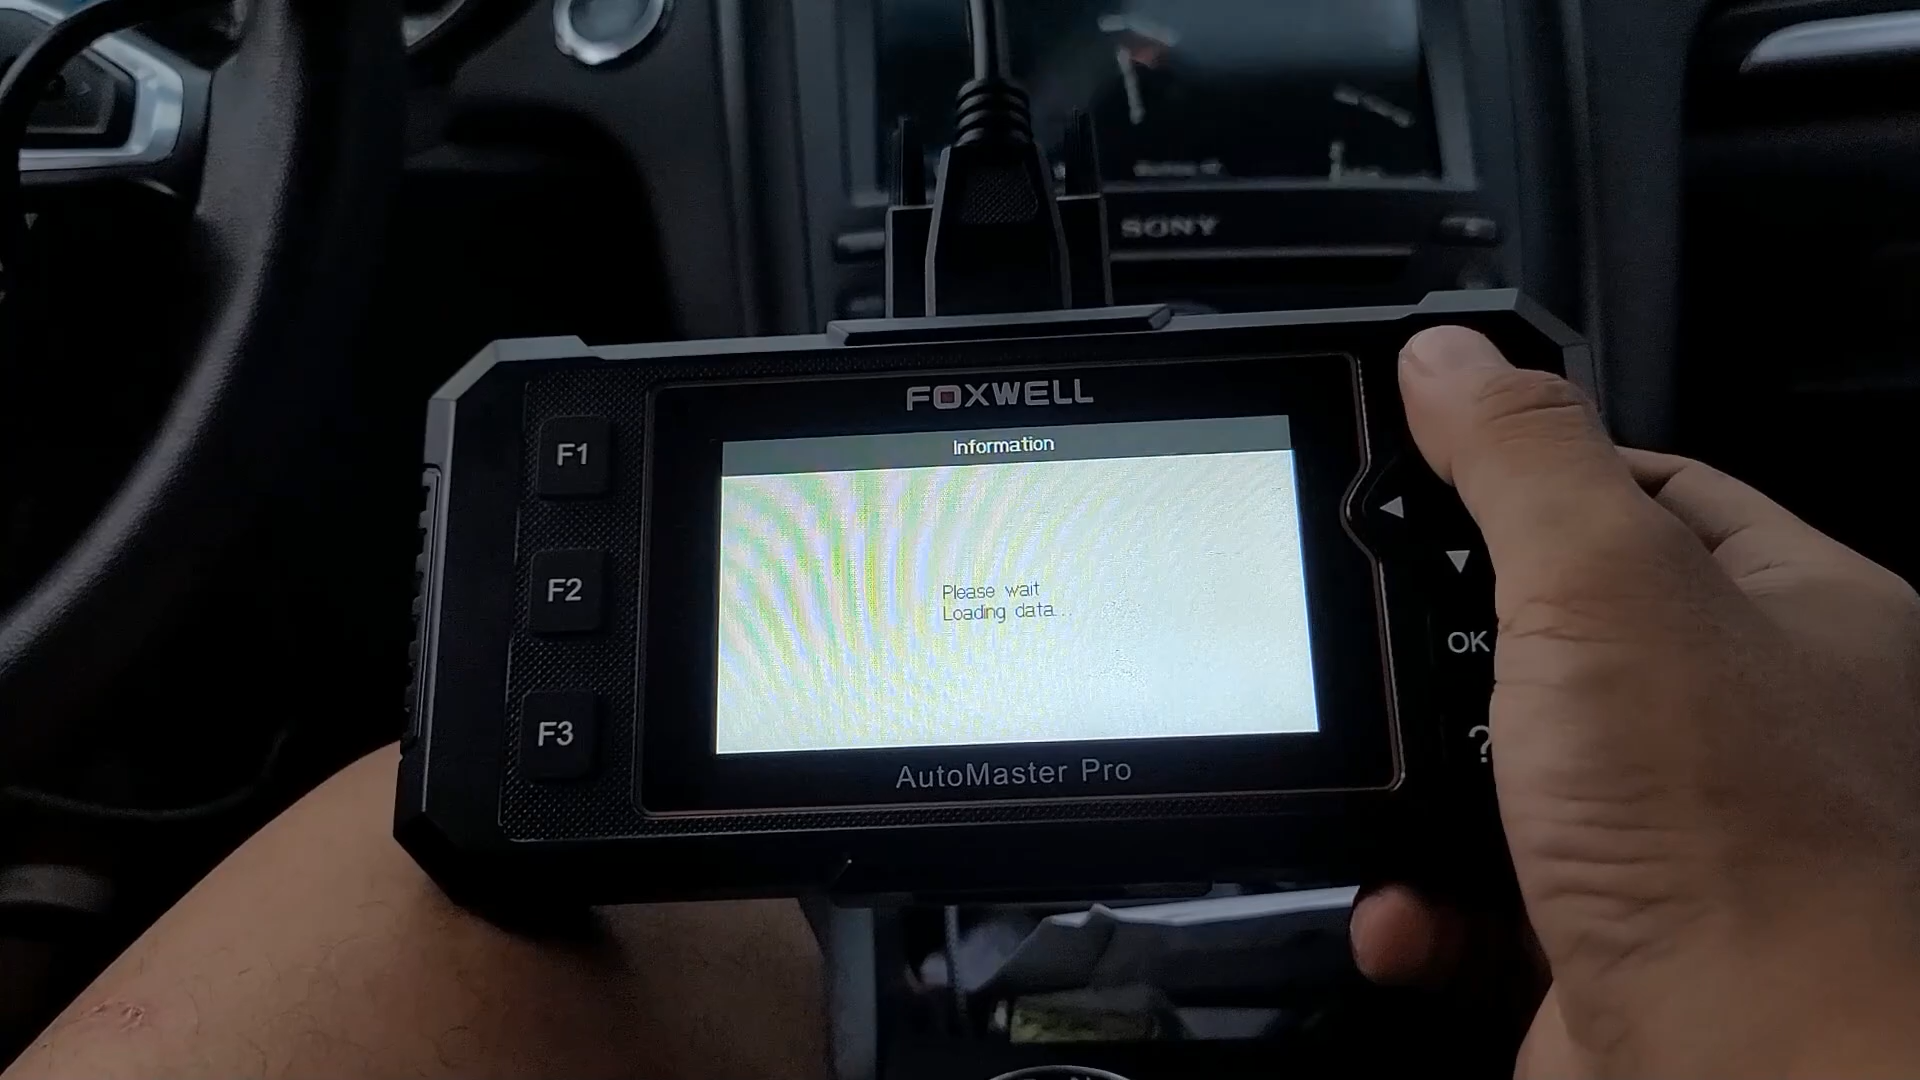 SONY
FOXWELL
Information
F1
Please wait
Loading data...
F2
OK
F3
?
AutoMaster Pro